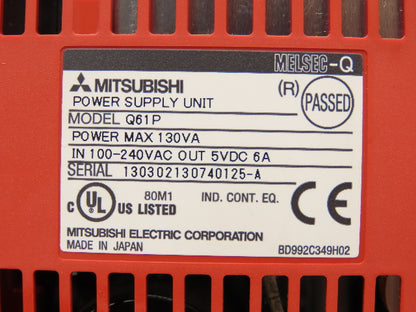 MELSEC-Q
MITSUBISHI (R) PASSED
POWER SUPPLY UNIT
MODEL Q61P
POWER MAX 130VA
IN 100-240VAC OUT 5VDC 6A
SERIAL 130302130740125-A
80M1 IND. CONT. EQ.
C UL US LISTED CE
MITSUBISHI ELECTRIC CORPORATION
MADE IN JAPAN BD992C349H02